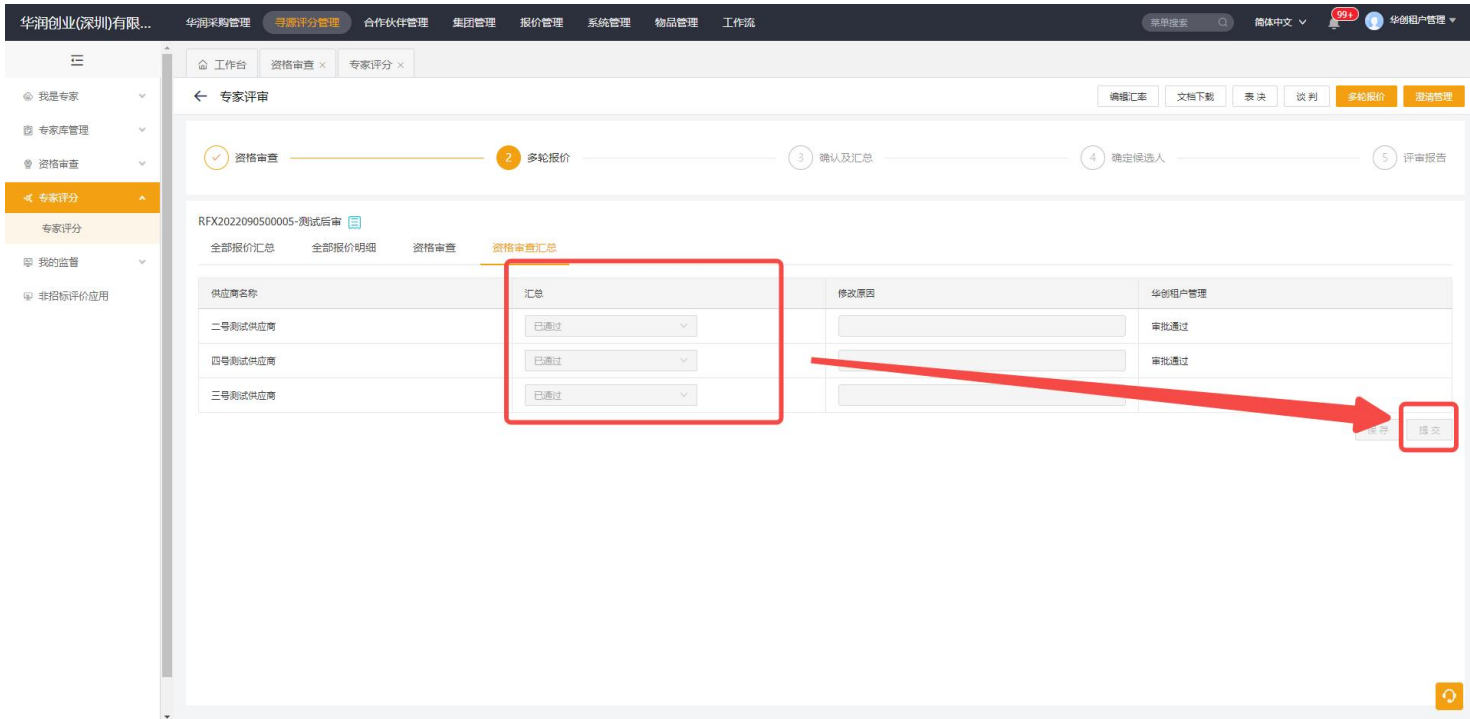 华润创业(深圳)有限... 华润采购管理 寻源评分管理 合作伙伴管理 集团管理 报价管理 系统管理 物品管理 工作流 菜单搜索 简体中文 99+ 华创租户管理
工作台 资格审查 × 专家评分 ×
我是专家
专家库管理
资格审查
专家评分
专家评分
我的监督
非招标评价应用
← 专家评审 编辑汇率 文档下载 表决 谈判 多轮报价 澄清管理
资格审查 2 多轮报价 3 确认及汇总 4 确定候选人 5 评审报告
RFX2022090500005-测试后审
全部报价汇总 全部报价明细 资格审查 资格审查汇总
供应商名称 汇总 修改原因 华创租户管理
二号测试供应商 已通过 审批通过
四号测试供应商 已通过 审批通过
三号测试供应商 已通过
保存 提交